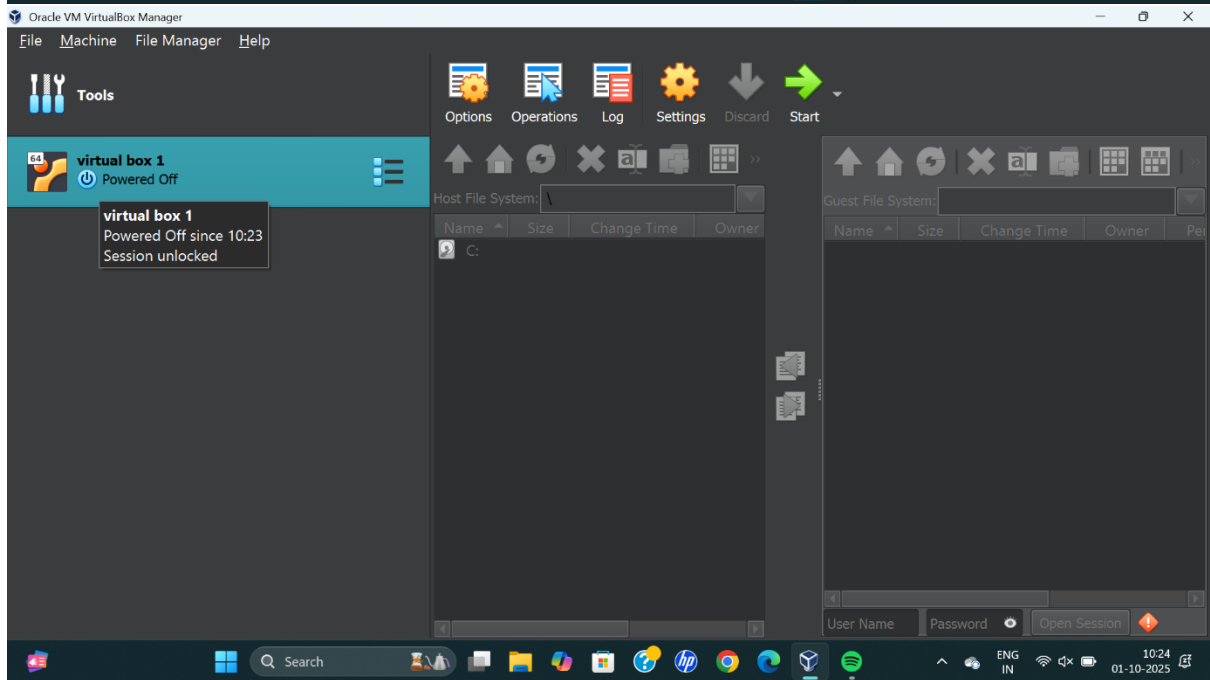 Oracle VM VirtualBox Manager
File Machine File Manager Help
Tools
Options Operations Log Settings Discard Start
64
virtual box 1
Powered Off
virtual box 1
Powered Off since 10:23
Session unlocked
Host File System: \
Name Size Change Time Owner
C:
Guest File System:
Name Size Change Time Owner Per
User Name Password Open Session
Search
ENG
IN
10:24
01-10-2025